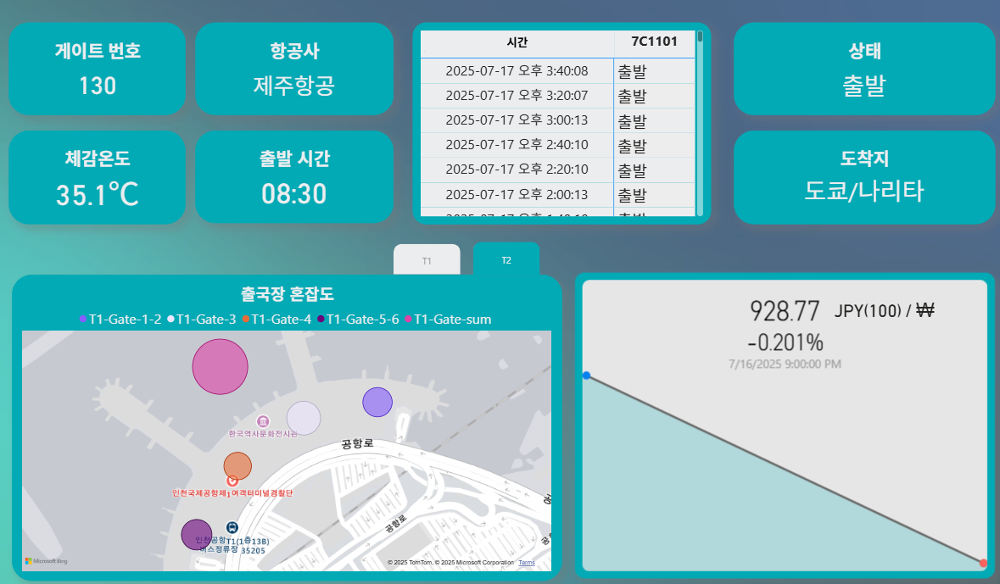 게이트 번호
130
항공사
제주항공
시간 7C1101
2025-07-17 오후 3:40:08 출발
2025-07-17 오후 3:20:07 출발
2025-07-17 오후 3:00:13 출발
2025-07-17 오후 2:40:10 출발
2025-07-17 오후 2:20:10 출발
2025-07-17 오후 2:00:13 출발
상태
출발
체감온도
35.1℃
출발 시간
08:30
도착지
도쿄/나리타
T1
T2
출국장 혼잡도
T1-Gate-1-2 T1-Gate-3 T1-Gate-4 T1-Gate-5-6 T1-Gate-sum
한국역사문화전시관
공항로
인천국제공항제1여객터미널경찰단
공항로
인천공항T1(1층13B)
버스정류장 35205
Microsoft Bing
© 2025 TomTom, © 2025 Microsoft Corporation Terms
928.77 JPY(100) / ₩
-0.201%
7/16/2025 9:00:00 PM